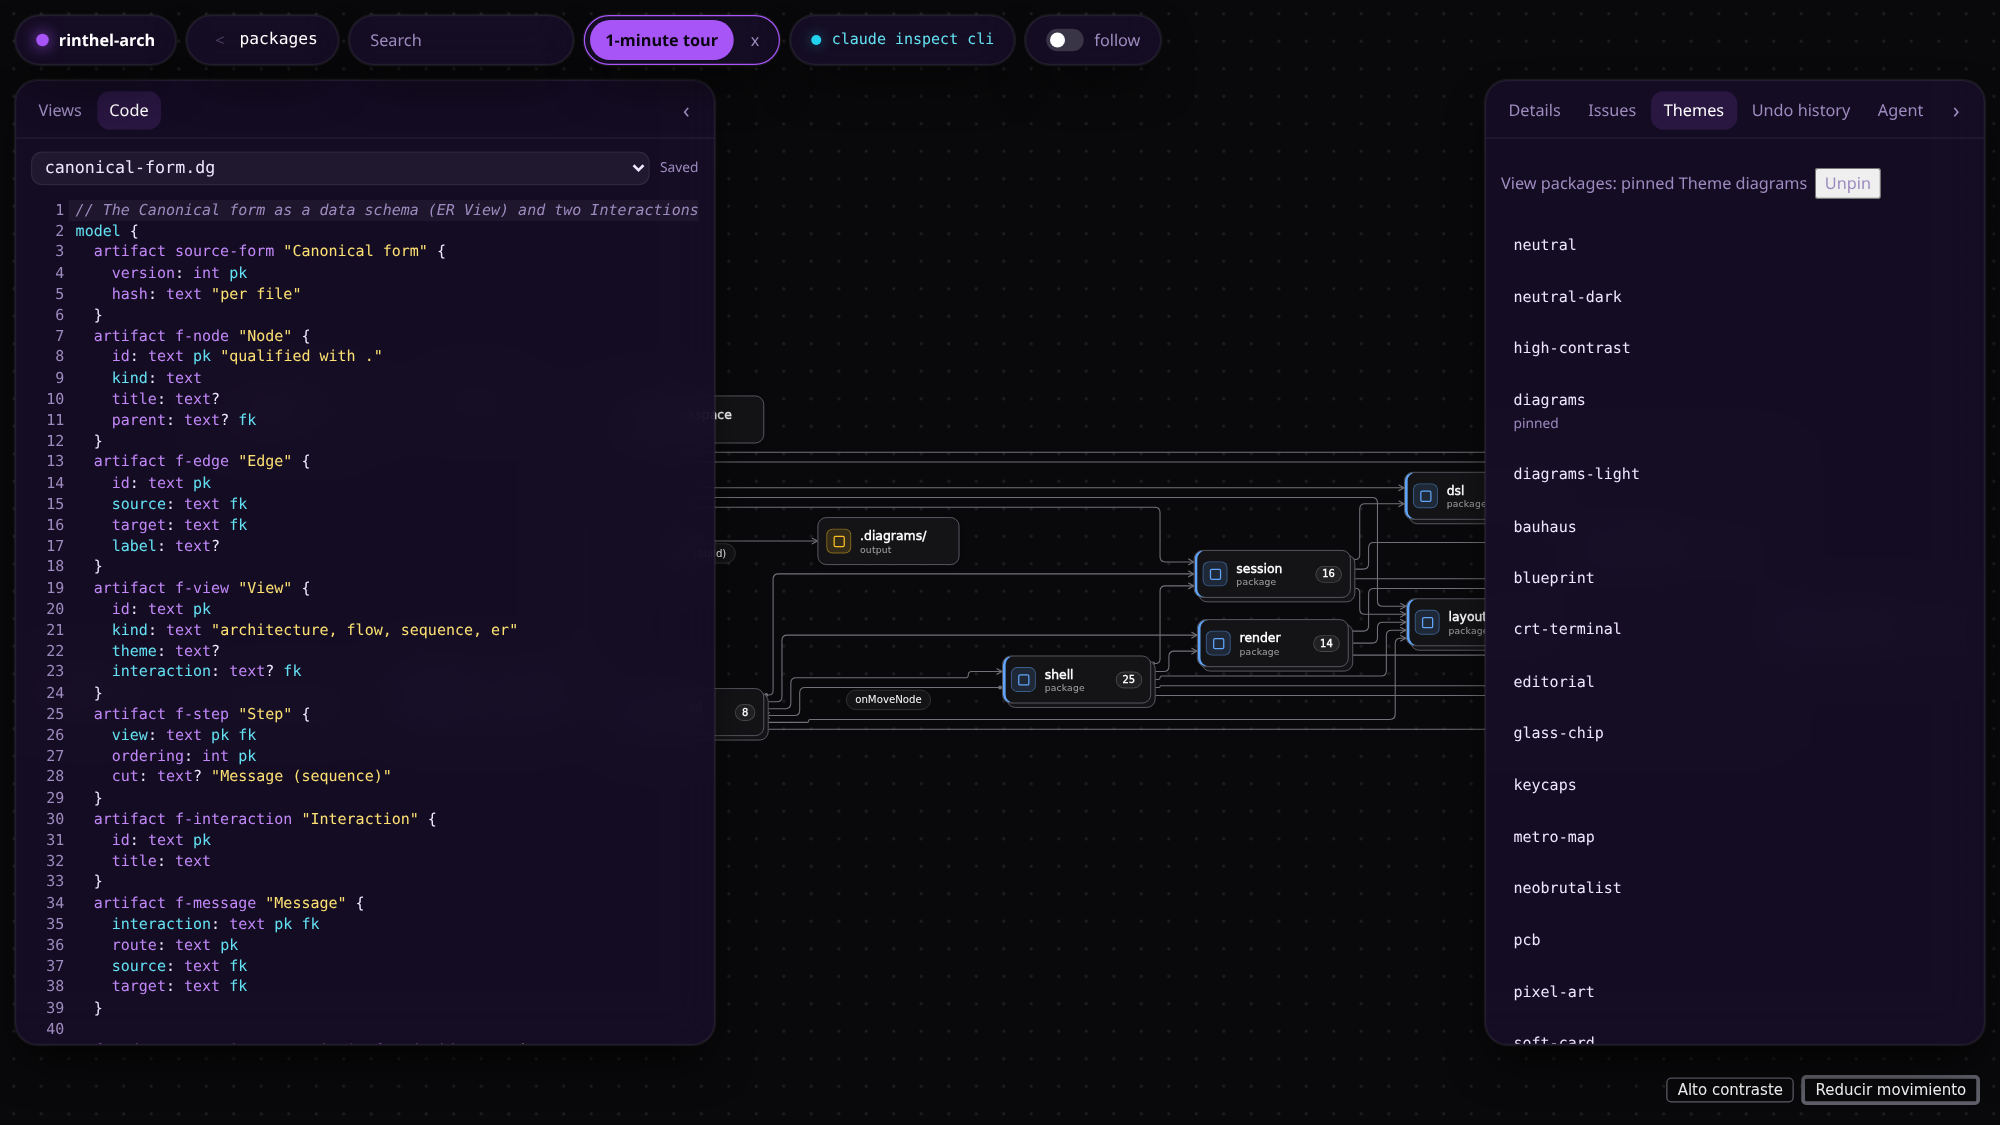 rinthel-arch
< packages
Search
1-minute tour x
claude inspect cli
follow
Views
Code
‹
canonical-form.dg
Saved
1 // The Canonical form as a data schema (ER View) and two Interactions
2 model {
3 artifact source-form "Canonical form" {
4 version: int pk
5 hash: text "per file"
6 }
7 artifact f-node "Node" {
8 id: text pk "qualified with ."
9 kind: text
10 title: text?
11 parent: text? fk
12 }
13 artifact f-edge "Edge" {
14 id: text pk
15 source: text fk
16 target: text fk
17 label: text?
18 }
19 artifact f-view "View" {
20 id: text pk
21 kind: text "architecture, flow, sequence, er"
22 theme: text?
23 interaction: text? fk
24 }
25 artifact f-step "Step" {
26 view: text pk fk
27 ordering: int pk
28 cut: text? "Message (sequence)"
29 }
30 artifact f-interaction "Interaction" {
31 id: text pk
32 title: text
33 }
34 artifact f-message "Message" {
35 interaction: text pk fk
36 route: text pk
37 source: text fk
38 target: text fk
39 }
40
.diagrams/
output
session
package
16
render
package
14
shell
package
25
onMoveNode
8
dsl
package
layout
package
Details
Issues
Themes
Undo history
Agent
›
View packages: pinned Theme diagrams
Unpin
neutral
neutral-dark
high-contrast
diagrams
pinned
diagrams-light
bauhaus
blueprint
crt-terminal
editorial
glass-chip
keycaps
metro-map
neobrutalist
pcb
pixel-art
soft-card
Alto contraste
Reducir movimiento